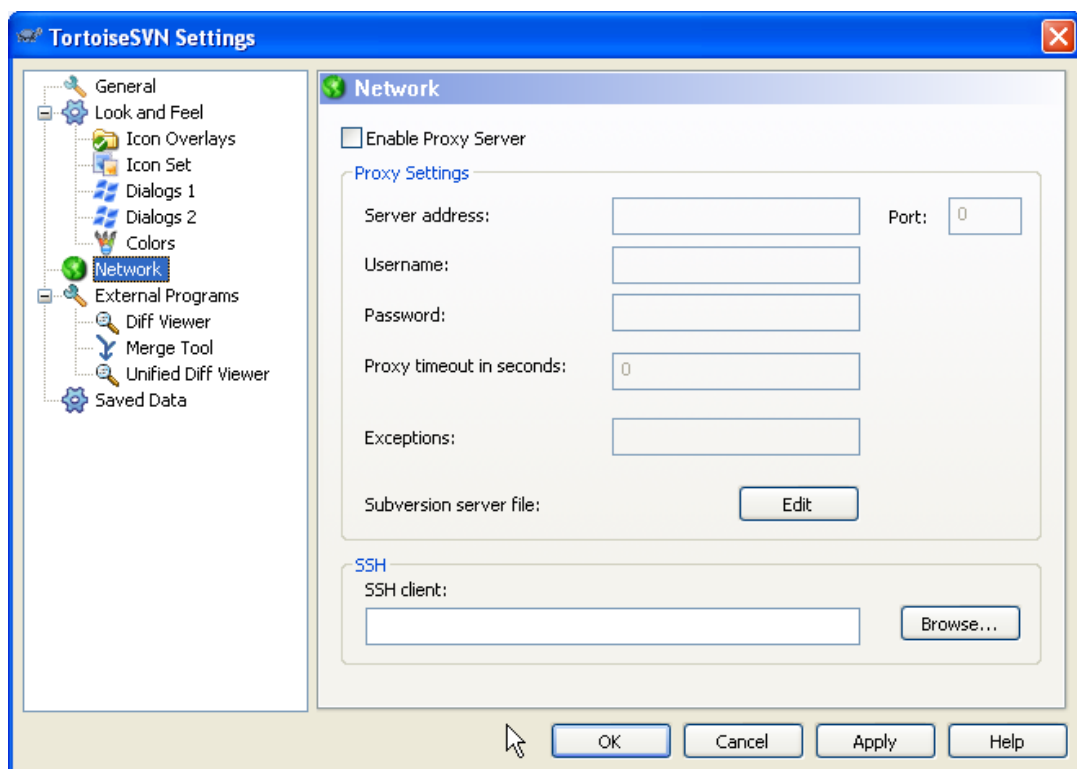 TortoiseSVN Settings
General
Look and Feel
Icon Overlays
Icon Set
Dialogs 1
Dialogs 2
Colors
Network
External Programs
Diff Viewer
Merge Tool
Unified Diff Viewer
Saved Data
Network
Enable Proxy Server
Proxy Settings
Server address:
Port: 0
Username:
Password:
Proxy timeout in seconds: 0
Exceptions:
Subversion server file: Edit
SSH
SSH client:
Browse...
OK Cancel Apply Help